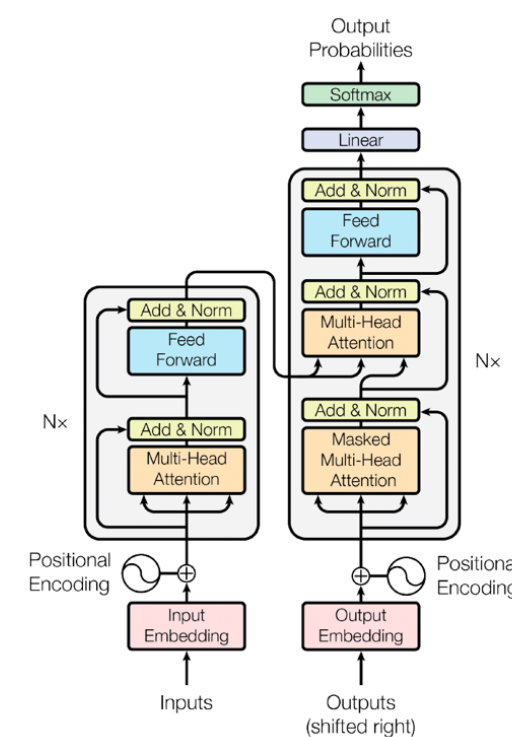 Output
Probabilities
Softmax
Linear
Add & Norm
Feed
Forward
Add & Norm
Multi-Head
Attention
Add & Norm
Masked
Multi-Head
Attention
Nx
Add & Norm
Feed
Forward
Add & Norm
Multi-Head
Attention
Nx
Positional
Encoding
Input
Embedding
Inputs
Positiona
Encoding
Output
Embedding
Outputs
(shifted right)